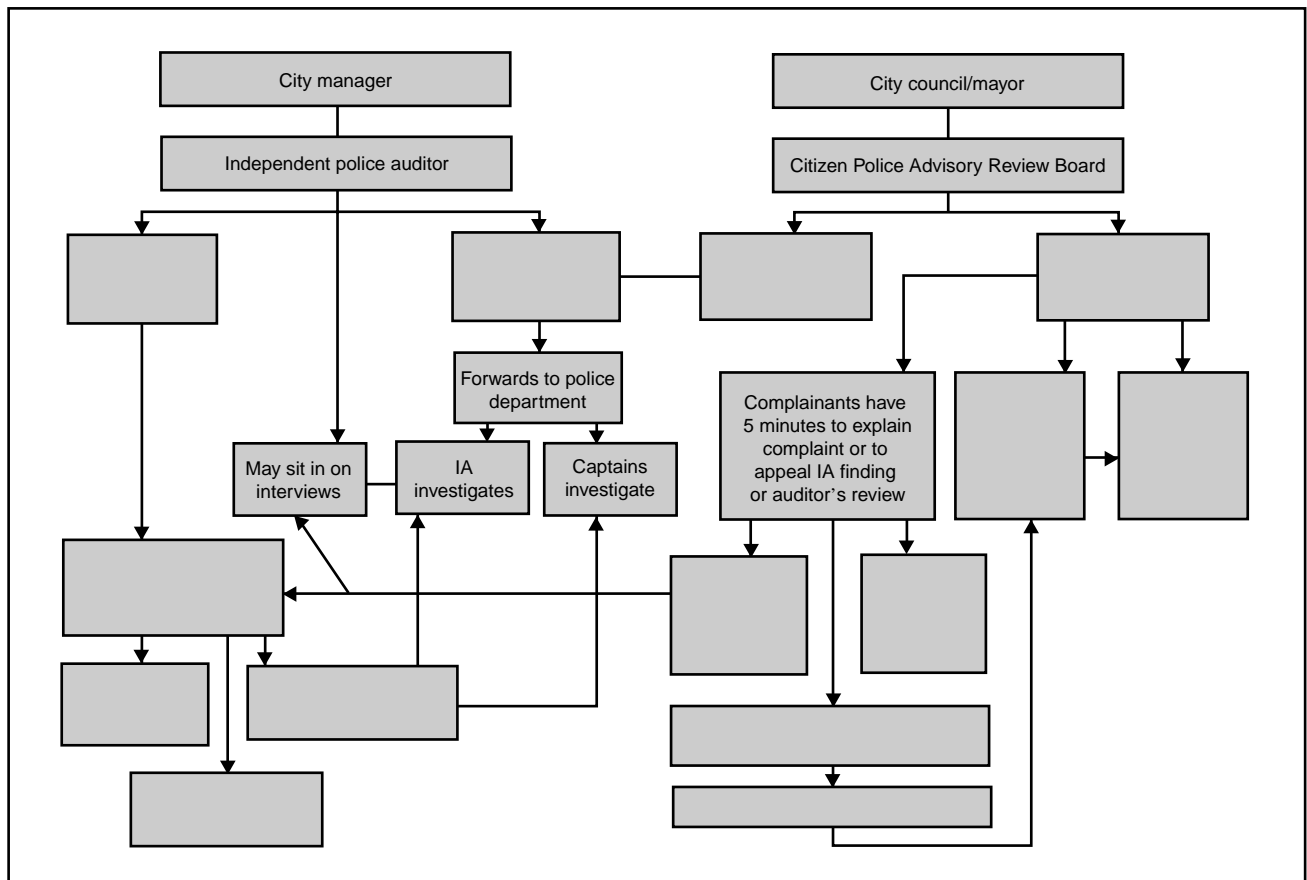 City manager
City council/mayor
Independent police auditor
Citizen Police Advisory Review Board
Forwards to police
department
Complainants have
5 minutes to explain
complaint or to
appeal IA finding
or auditor's review
May sit in on
interviews
IA
investigates
Captains
investigate